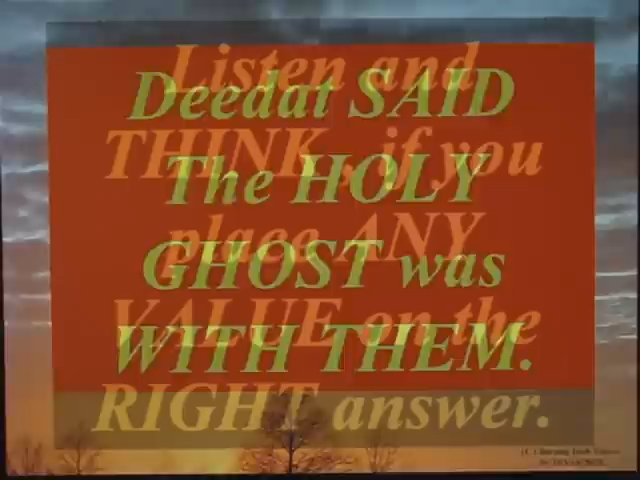 Listen and
Deedat SAID
THINK, if you
The HOLY
place ANY
GHOST was
VALUE on the
WITH THEM.
RIGHT answer.